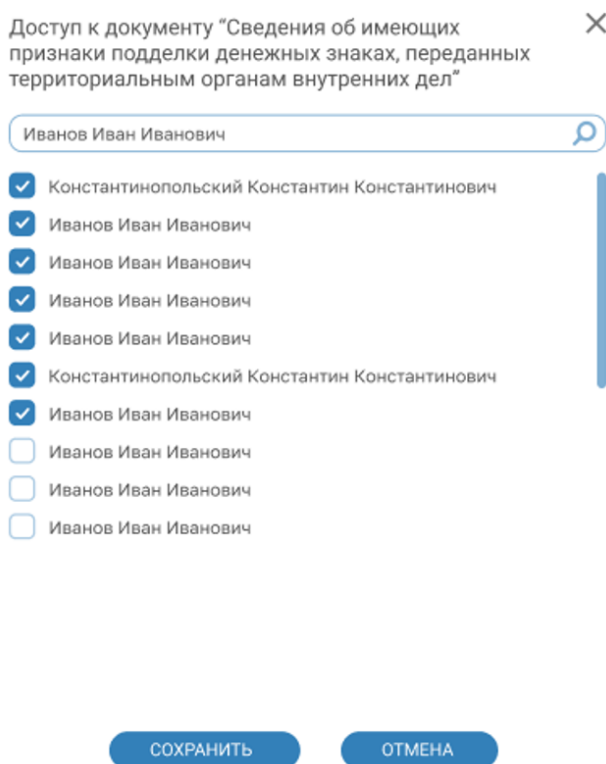 Доступ к документу “Сведения об имеющих
признаки подделки денежных знаках, переданных
территориальным органам внутренних дел”
Иванов Иван Иванович
Константинопольский Константин Константинович
Иванов Иван Иванович
Иванов Иван Иванович
Иванов Иван Иванович
Иванов Иван Иванович
Константинопольский Константин Константинович
Иванов Иван Иванович
Иванов Иван Иванович
Иванов Иван Иванович
Иванов Иван Иванович
СОХРАНИТЬ ОТМЕНА